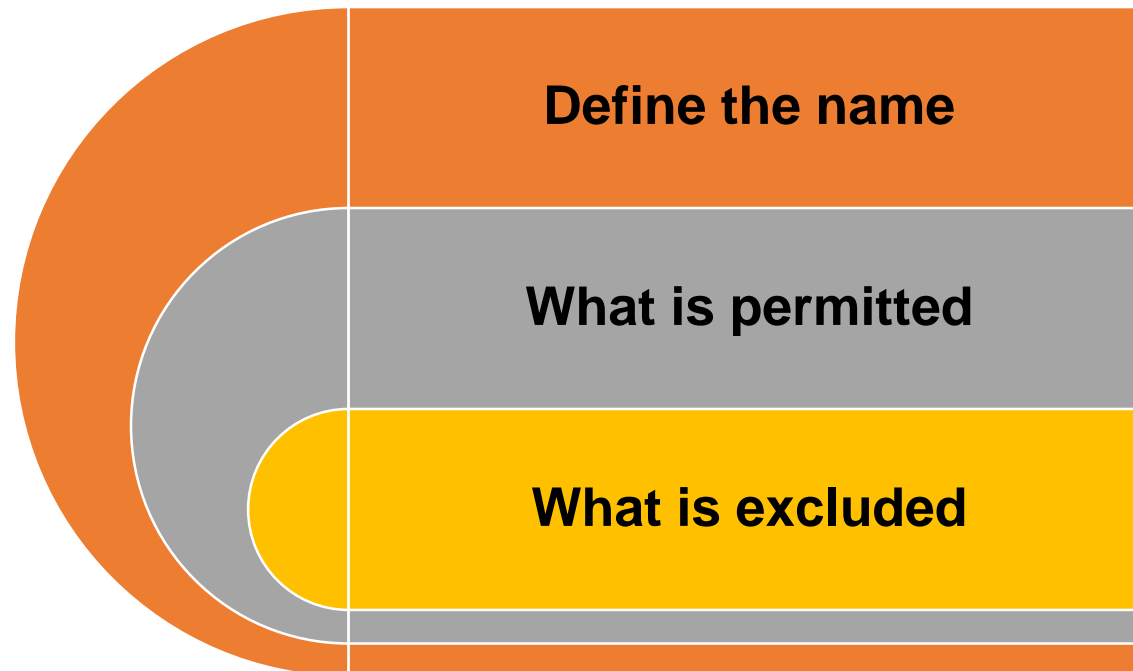 Define the name
What is permitted
What is excluded